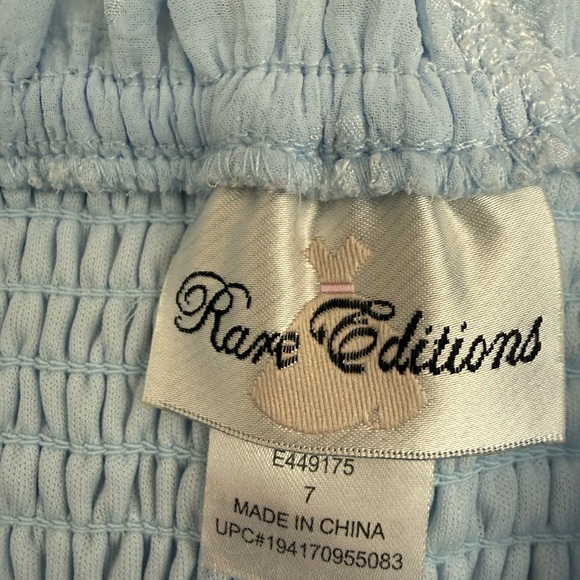 Rare Editions
E449175
7
MADE IN CHINA
UPC#194170955083